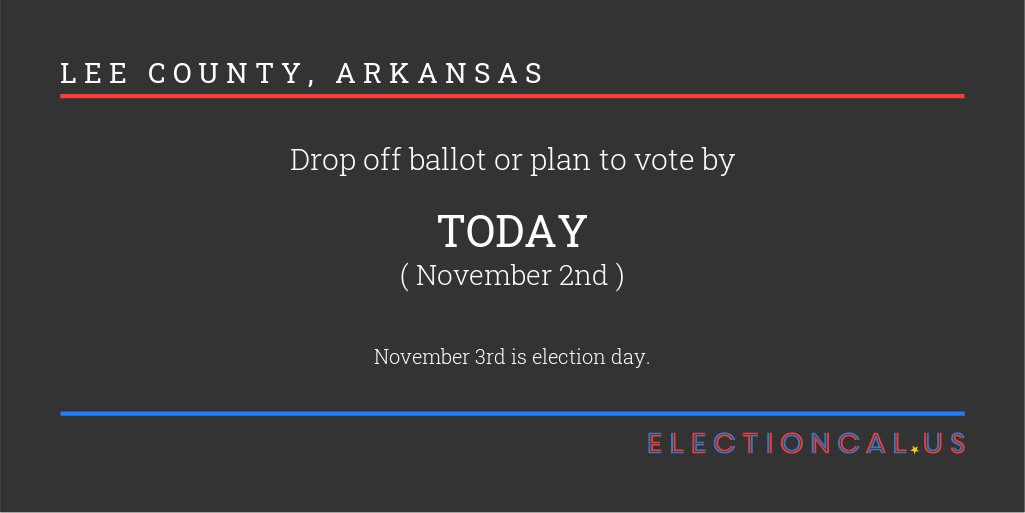 LEE COUNTY, ARKANSAS
Drop off ballot or plan to vote by
TODAY
( November 2nd )
November 3rd is election day.
ELECTIONCAL.US